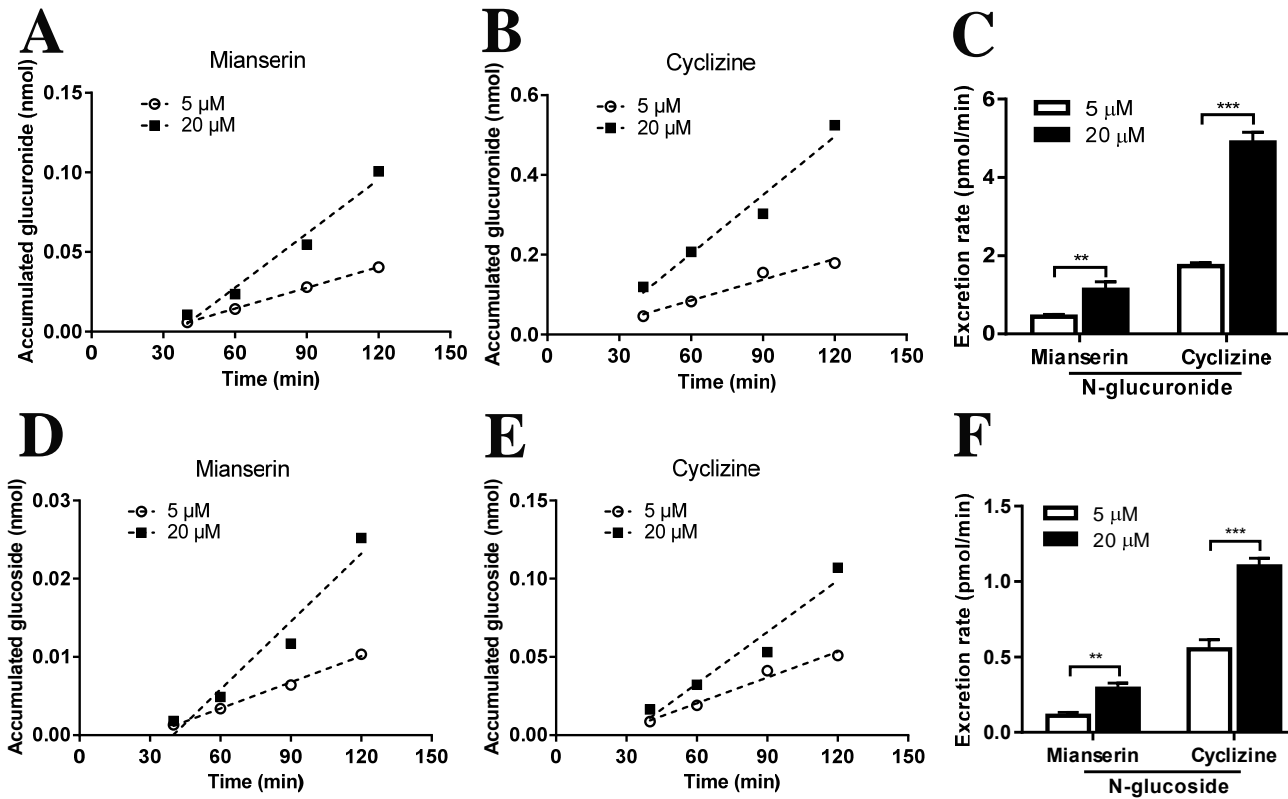 A
Mianserin
Accumulated glucuronide (nmol)
5 µM
20 µM
0.15
0.10
0.05
0.00
0 30 60 90 120 150
Time (min)
B
Cyclizine
Accumulated glucuronide (nmol)
5 µM
20 µM
0.6
0.4
0.2
0.0
0 30 60 90 120 150
Time (min)
C
Excretion rate (pmol/min)
5 µM
20 µM
6
4
2
0
**
***
Mianserin Cyclizine
N-glucuronide
D
Mianserin
Accumulated glucoside (nmol)
5 µM
20 µM
0.03
0.02
0.01
0.00
0 30 60 90 120 150
Time (min)
E
Cyclizine
Accumulated glucoside (nmol)
5 µM
20 µM
0.15
0.10
0.05
0.00
0 30 60 90 120 150
Time (min)
F
Excretion rate (pmol/min)
5 µM
20 µM
1.5
1.0
0.5
0.0
**
***
Mianserin Cyclizine
N-glucoside